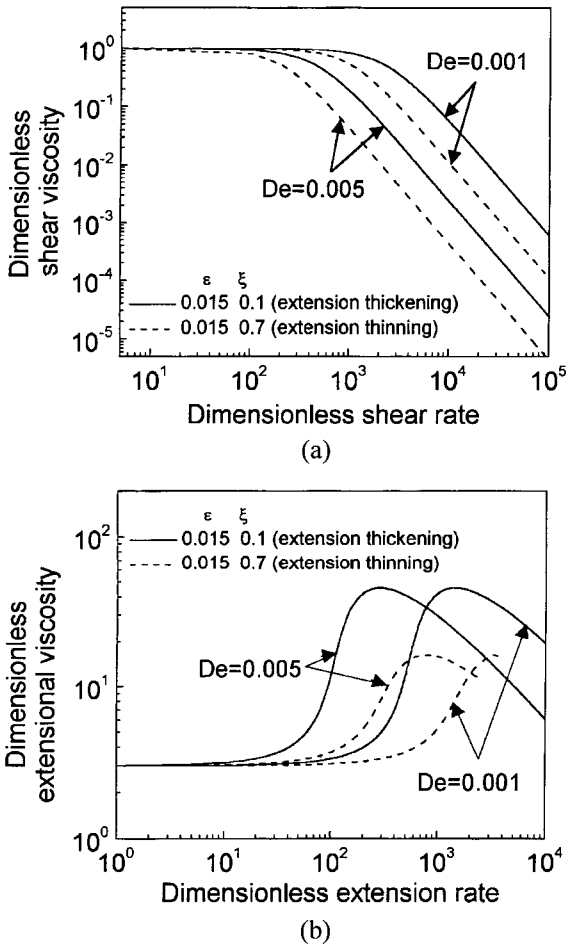 Dimensionless
shear viscosity
10^0
10^-1
10^-2
10^-3
10^-4
10^-5
De=0.001
De=0.005
ε ξ
0.015 0.1 (extension thickening)
0.015 0.7 (extension thinning)
10^1 10^2 10^3 10^4 10^5
Dimensionless shear rate
(a)
Dimensionless
extensional viscosity
10^2
10^1
10^0
ε ξ
0.015 0.1 (extension thickening)
0.015 0.7 (extension thinning)
De=0.005
De=0.001
10^0 10^1 10^2 10^3 10^4
Dimensionless extension rate
(b)